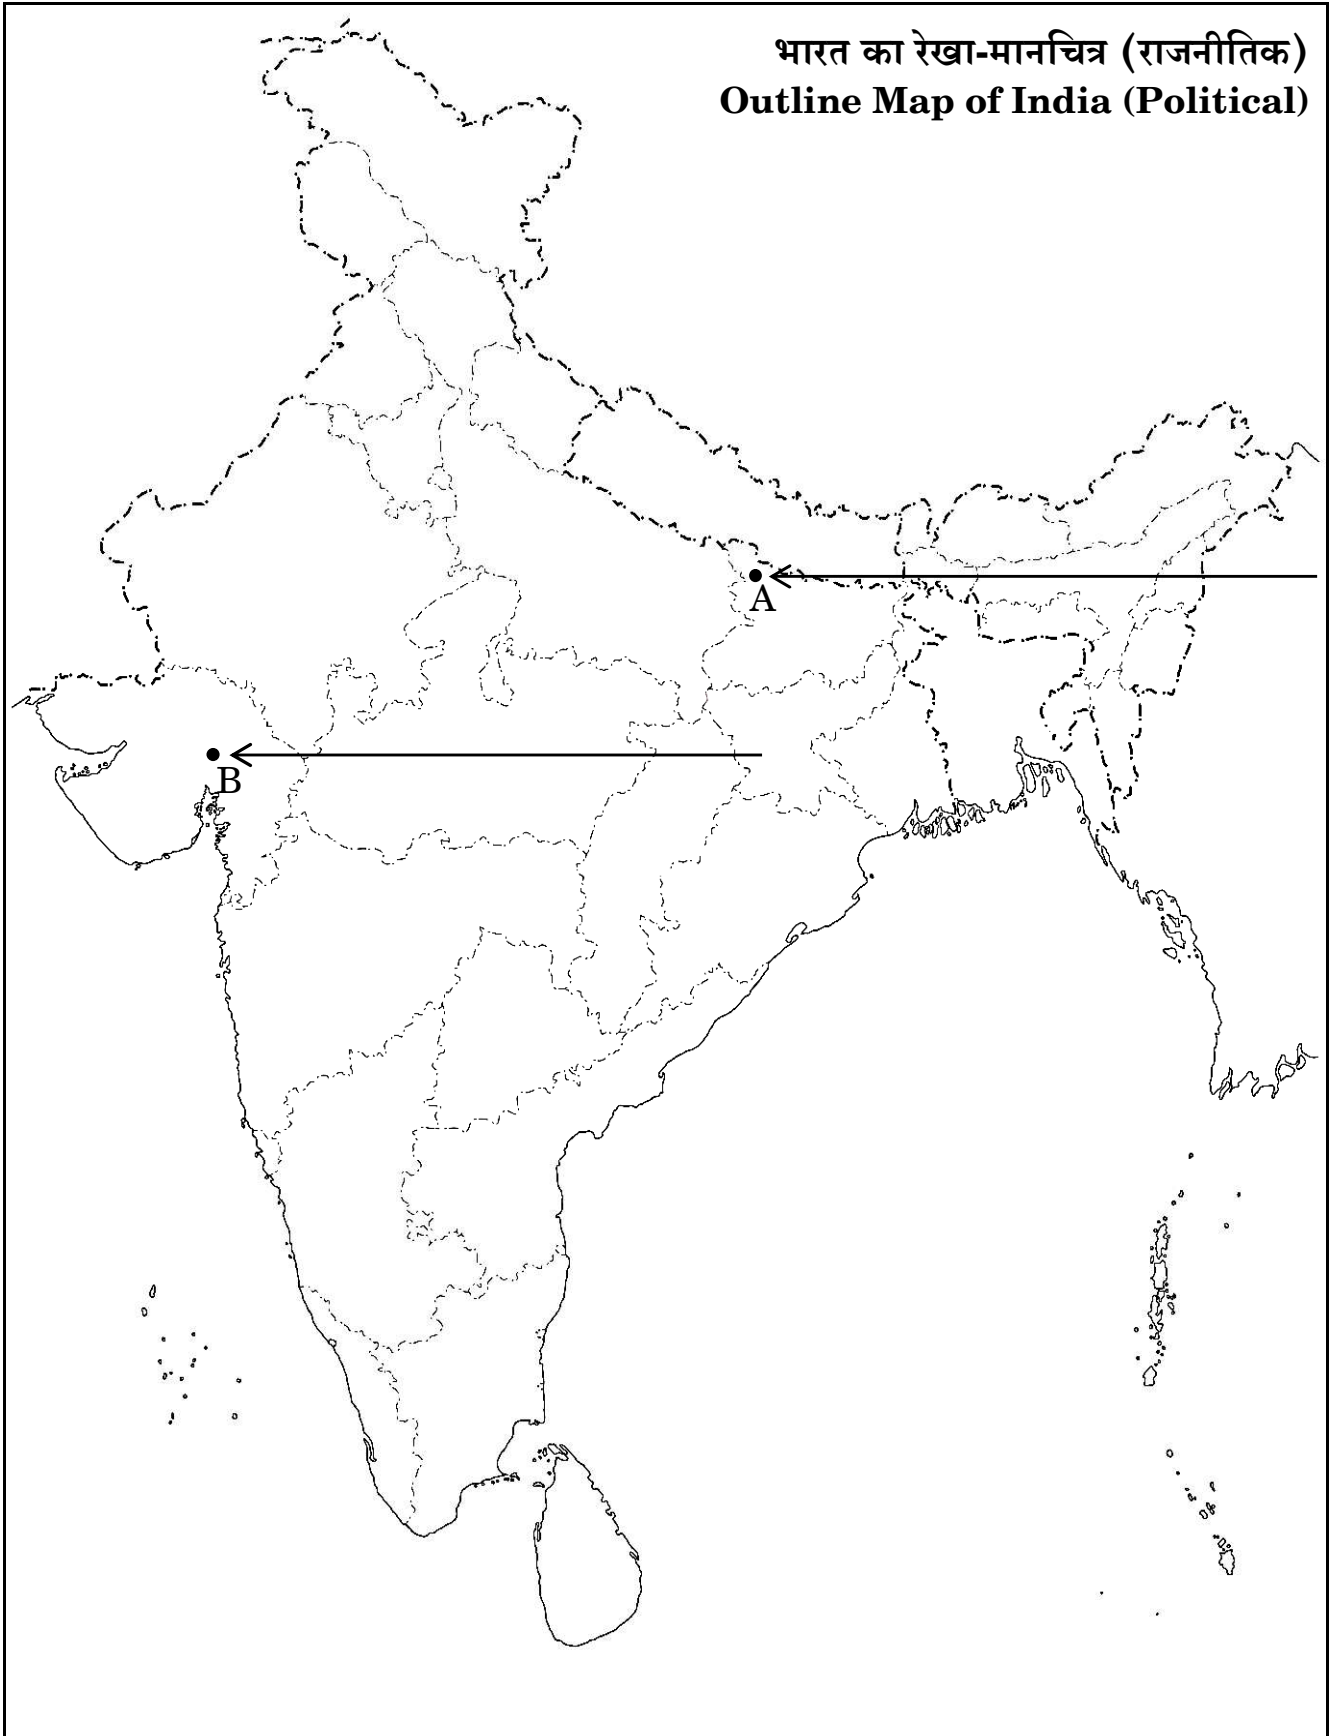 भारत का रेखा-मानचित्र (राजनीतिक)
Outline Map of India (Political)
A
B